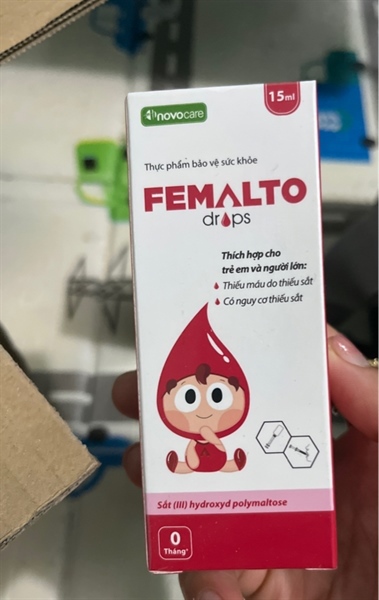 novocare
15ml
Thực phẩm bảo vệ sức khỏe
FEMALTO
drops
Thích hợp cho
trẻ em và người lớn:
Thiếu máu do thiếu sắt
Có nguy cơ thiếu sắt
Sắt (III) hydroxyd polymaltose
0
Tháng+